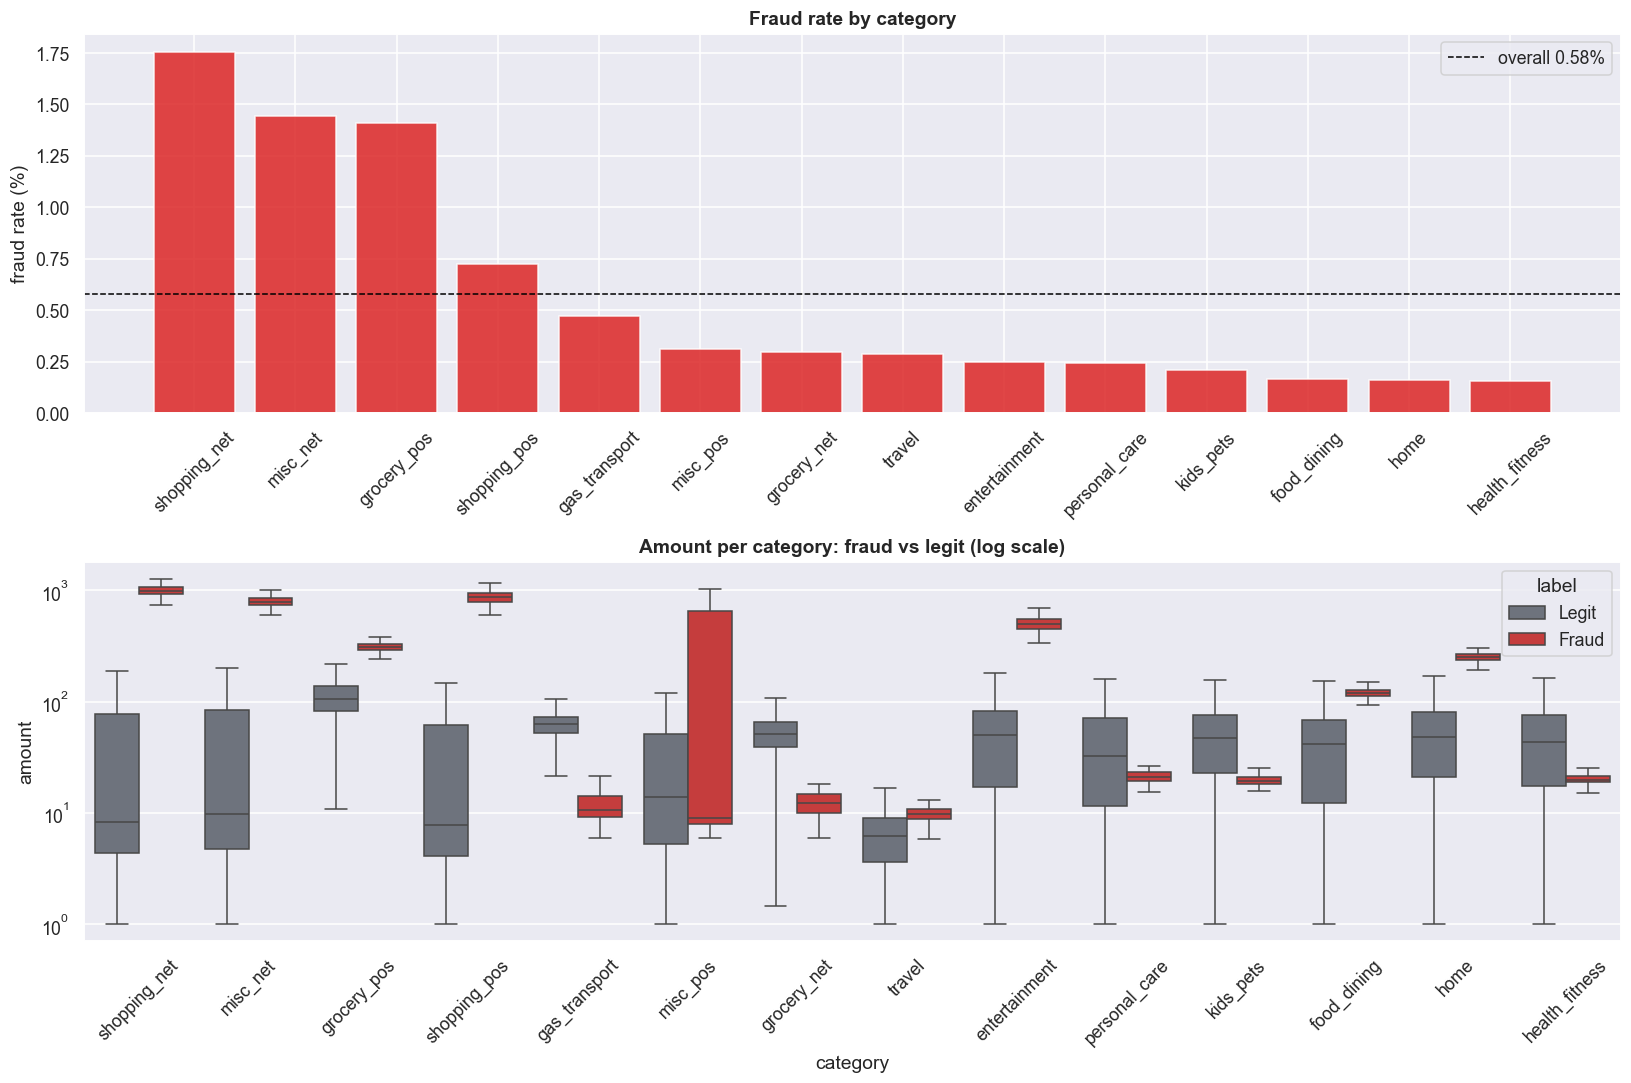 Fraud rate by category
fraud rate (%)
1.75
1.50
1.25
1.00
0.75
0.50
0.25
0.00
overall 0.58%
shopping_net
misc_net
grocery_pos
shopping_pos
gas_transport
misc_pos
grocery_net
travel
entertainment
personal_care
kids_pets
food_dining
home
health_fitness
Amount per category: fraud vs legit (log scale)
amount
10³
10²
10¹
10⁰
label
Legit
Fraud
shopping_net
misc_net
grocery_pos
shopping_pos
gas_transport
misc_pos
grocery_net
travel
entertainment
personal_care
kids_pets
food_dining
home
health_fitness
category